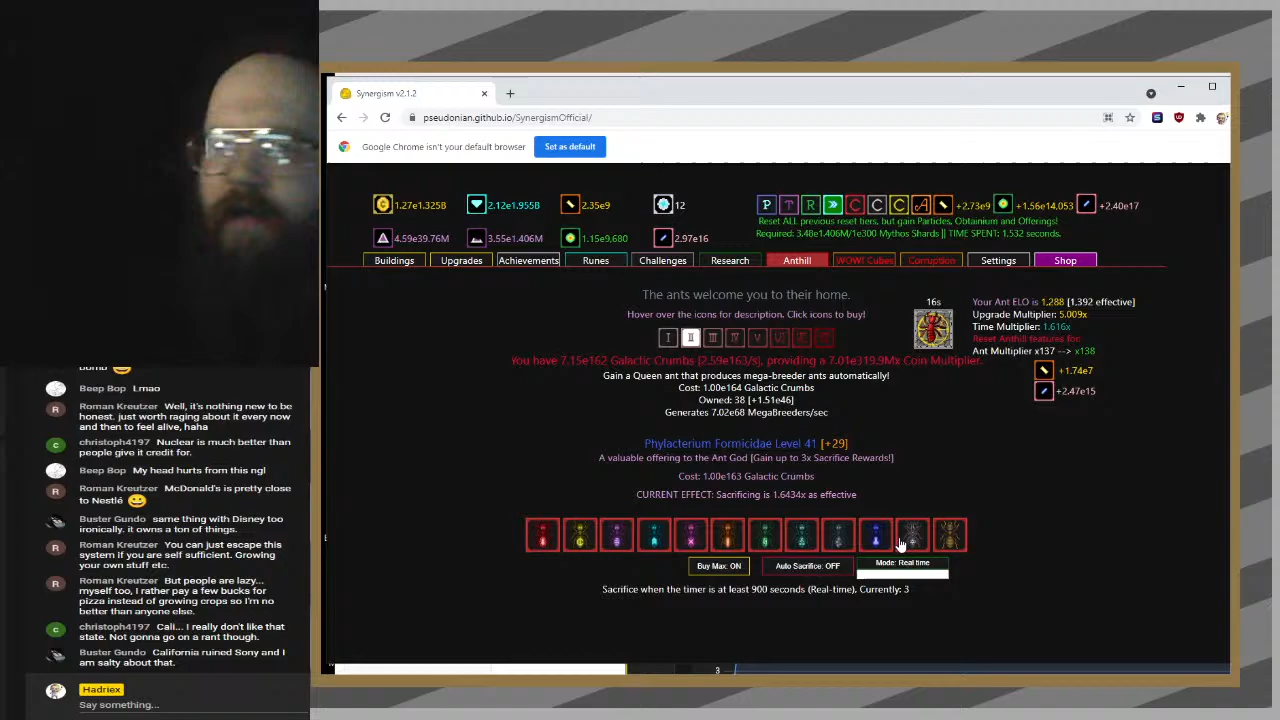 Synergism v2.1.2
pseudonian.github.io/SynergismOfficial/
Google Chrome isn't your default browser
Set as default
1.27e1.325B
2.12e1.955B
2.35e9
12
+2.73e9
+1.56e14,053
+2.40e17
Reset ALL previous reset tiers, but gain Particles, Obtainium and Offerings!
Required: 3.48e1.406M/1e300 Mythos Shards || TIME SPENT: 1.532 seconds.
4.59e39.76M
3.55e1.406M
1.15e9,680
2.97e16
Buildings
Upgrades
Achievements
Runes
Challenges
Research
Anthill
WOW! Cubes
Corruption
Settings
Shop
The ants welcome you to their home.
Hover over the icons for description. Click icons to buy!
I II III IV V VI
You have 7.15e162 Galactic Crumbs [2.59e163/s], providing a 7.01e319.9Mx Coin Multiplier.
Gain a Queen ant that produces mega-breeder ants automatically!
Cost: 1.00e164 Galactic Crumbs
Owned: 38 [+1.51e46]
Generates 7.02e68 MegaBreeders/sec
16s
Your Ant ELO is 1,288 [1,392 effective]
Upgrade Multiplier: 5.009x
Time Multiplier: 1.616x
Reset Anthill features for:
Ant Multiplier x137 --> x138
+1.74e7
+2.47e15
Phylacterium Formicidae Level 41 [+29]
A valuable offering to the Ant God [Gain up to 3x Sacrifice Rewards!]
Cost: 1.00e163 Galactic Crumbs
CURRENT EFFECT: Sacrificing is 1.6434x as effective
Buy Max: ON
Auto Sacrifice: OFF
Mode: Real time
Sacrifice when the timer is at least 900 seconds (Real-time), Currently: 3
3
Beep Bop Lmao
Roman Kreutzer Well, it's nothing new to be
honest. just worth raging about it every now
and then to feel alive, haha
christoph4197 Nuclear is much better than
people give it credit for.
Beep Bop My head hurts from this ngl
Roman Kreutzer McDonald's is pretty close
to Nestlé
Buster Gundo same thing with Disney too
ironically. it owns a ton of things.
Roman Kreutzer You can just escape this
system if you are self sufficient. Growing
your own stuff etc.
Roman Kreutzer But people are lazy...
myself too, I rather pay a few bucks for
pizza instead of growing crops so I'm no
better than anyone else.
christoph4197 Cali... I really don't like that
state. Not gonna go on a rant though.
Buster Gundo California ruined Sony and I
am salty about that.
Hadriex
Say something...